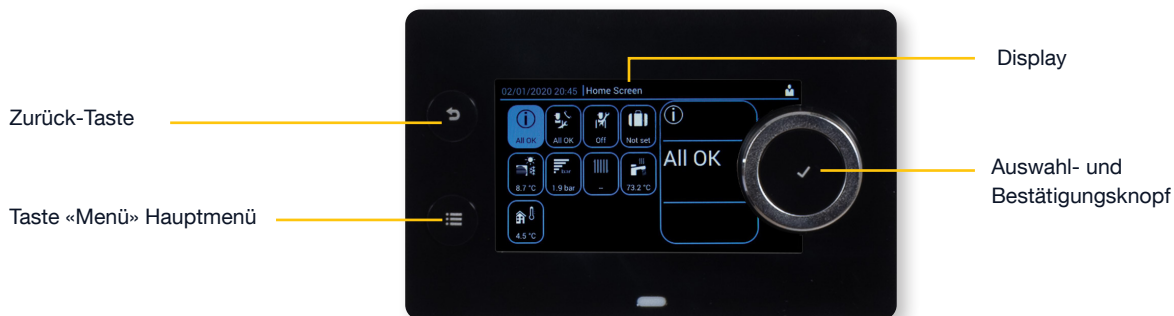 Display
02/01/2020 20:45 | Home Screen
Zurück-Taste
All OK
All OK
Off
Not set
All OK
Auswahl- und
Bestätigungsknopf
8.7 °C
1.9 bar
–
73.2 °C
Taste «Menü» Hauptmenü
4.5 °C